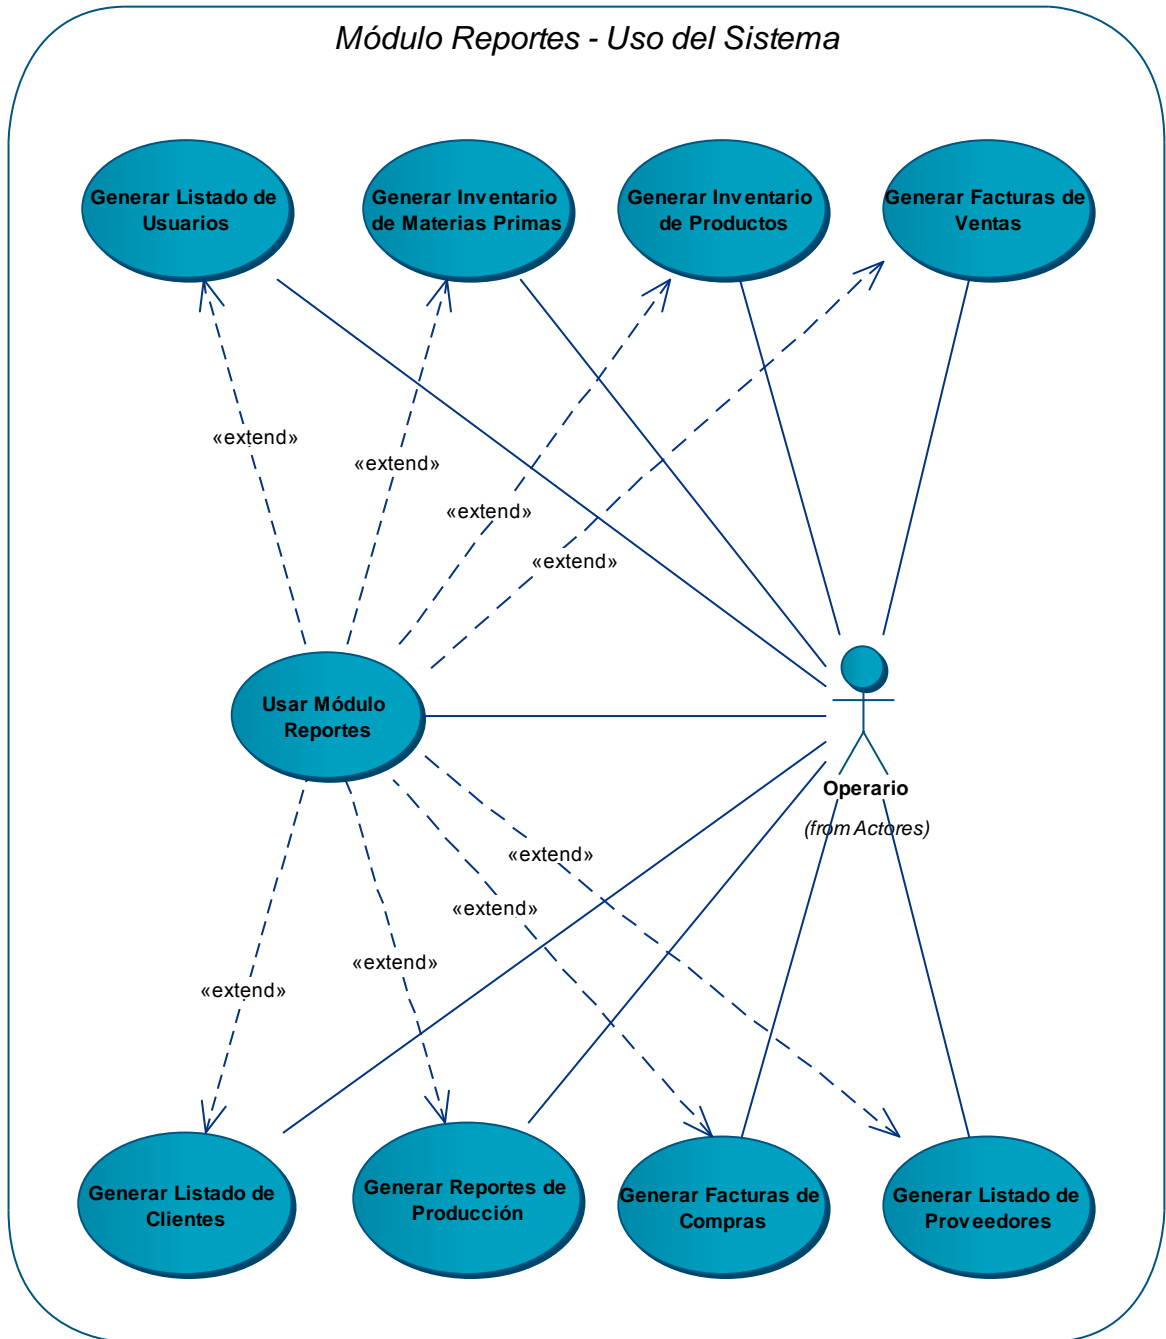 Módulo Reportes - Uso del Sistema
Generar Listado de
Usuarios
Generar Inventario
de Materias Primas
Generar Inventario
de Productos
Generar Facturas de
Ventas
«extend»
«extend»
«extend»
«extend»
Usar Módulo
Reportes
Operario
(from Actores)
«extend»
«extend»
«extend»
«extend»
Generar Listado de
Clientes
Generar Reportes de
Producción
Generar Facturas de
Compras
Generar Listado de
Proveedores